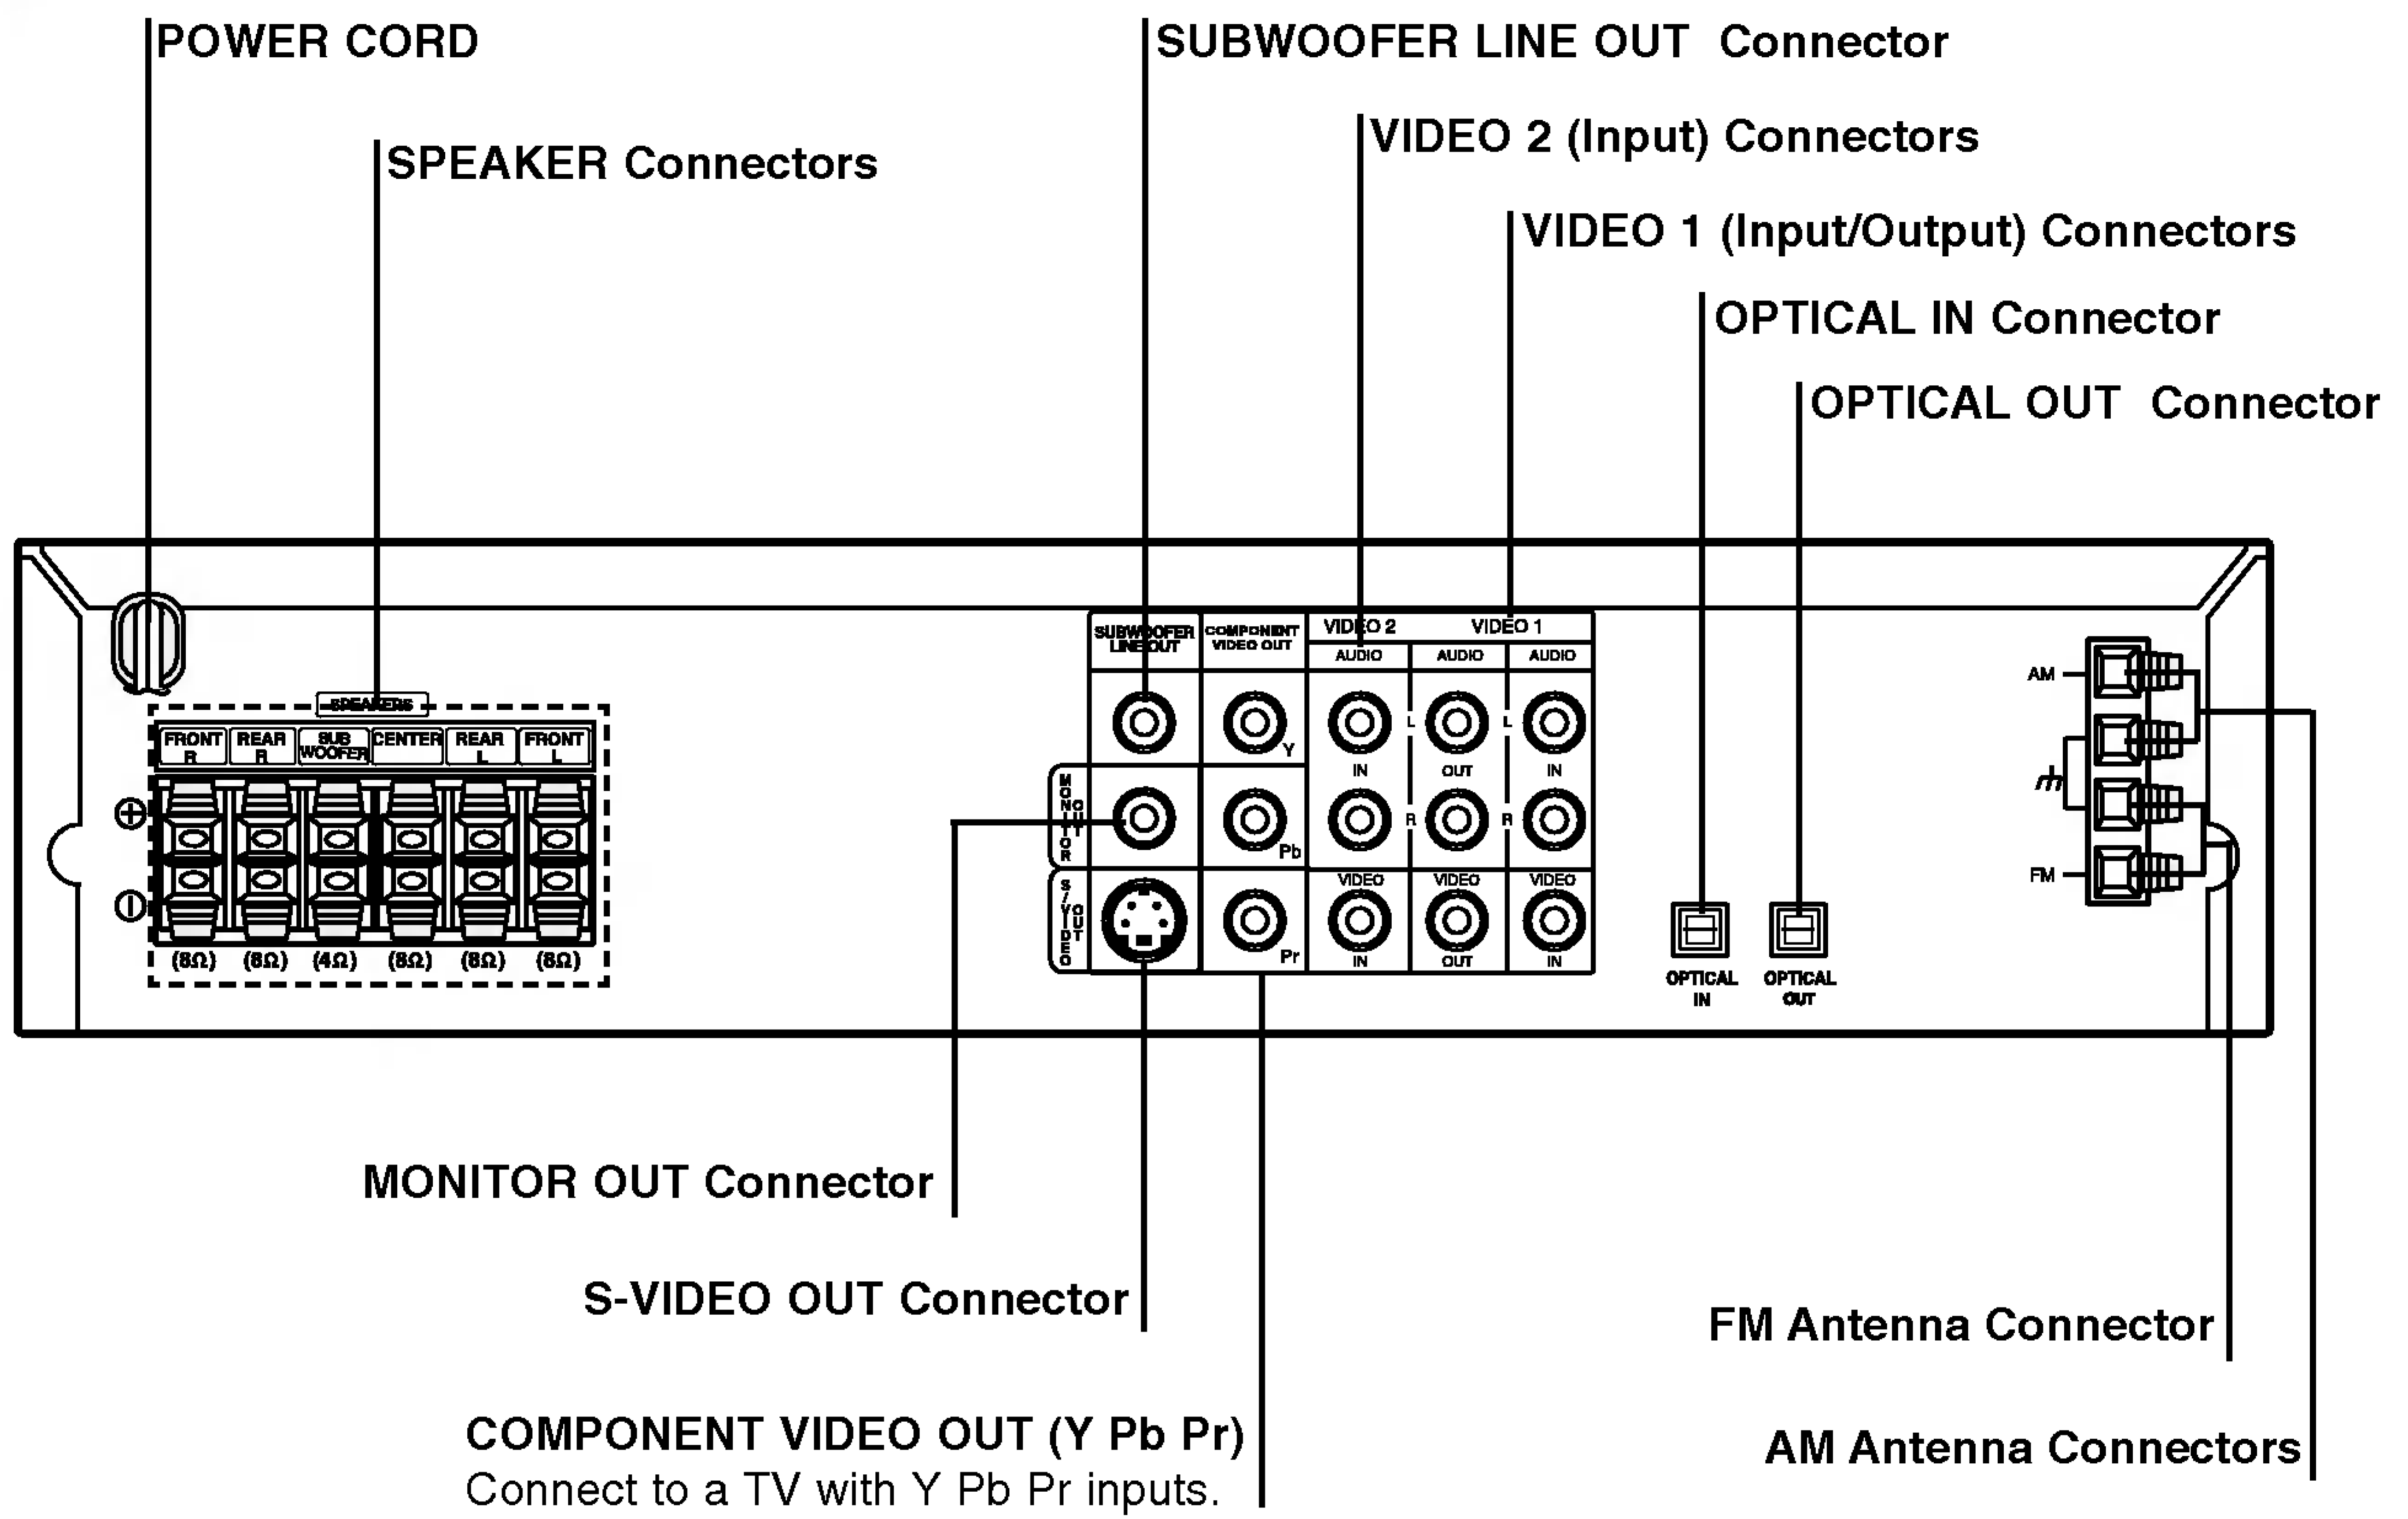 POWER CORD
SUBWOOFER LINE OUT Connector
VIDEO 2 (Input) Connectors
SPEAKER Connectors
VIDEO 1 (Input/Output) Connectors
OPTICAL IN Connector
OPTICAL OUT Connector
SPEAKERS
FRONT R
REAR R
SUB WOOFER
CENTER
REAR L
FRONT L
(8Ω) (8Ω) (4Ω) (8Ω) (8Ω) (8Ω)
SUBWOOFER LINE OUT
COMPONENT VIDEO OUT
VIDEO 2
VIDEO 1
AUDIO AUDIO AUDIO
L L
Y
IN OUT IN
MONITOR OUT
R R
Pb
S/VIDEO OUT
VIDEO VIDEO VIDEO
Pr
IN OUT IN
OPTICAL IN
OPTICAL OUT
AM
FM
MONITOR OUT Connector
S-VIDEO OUT Connector
FM Antenna Connector
COMPONENT VIDEO OUT (Y Pb Pr)
Connect to a TV with Y Pb Pr inputs.
AM Antenna Connectors